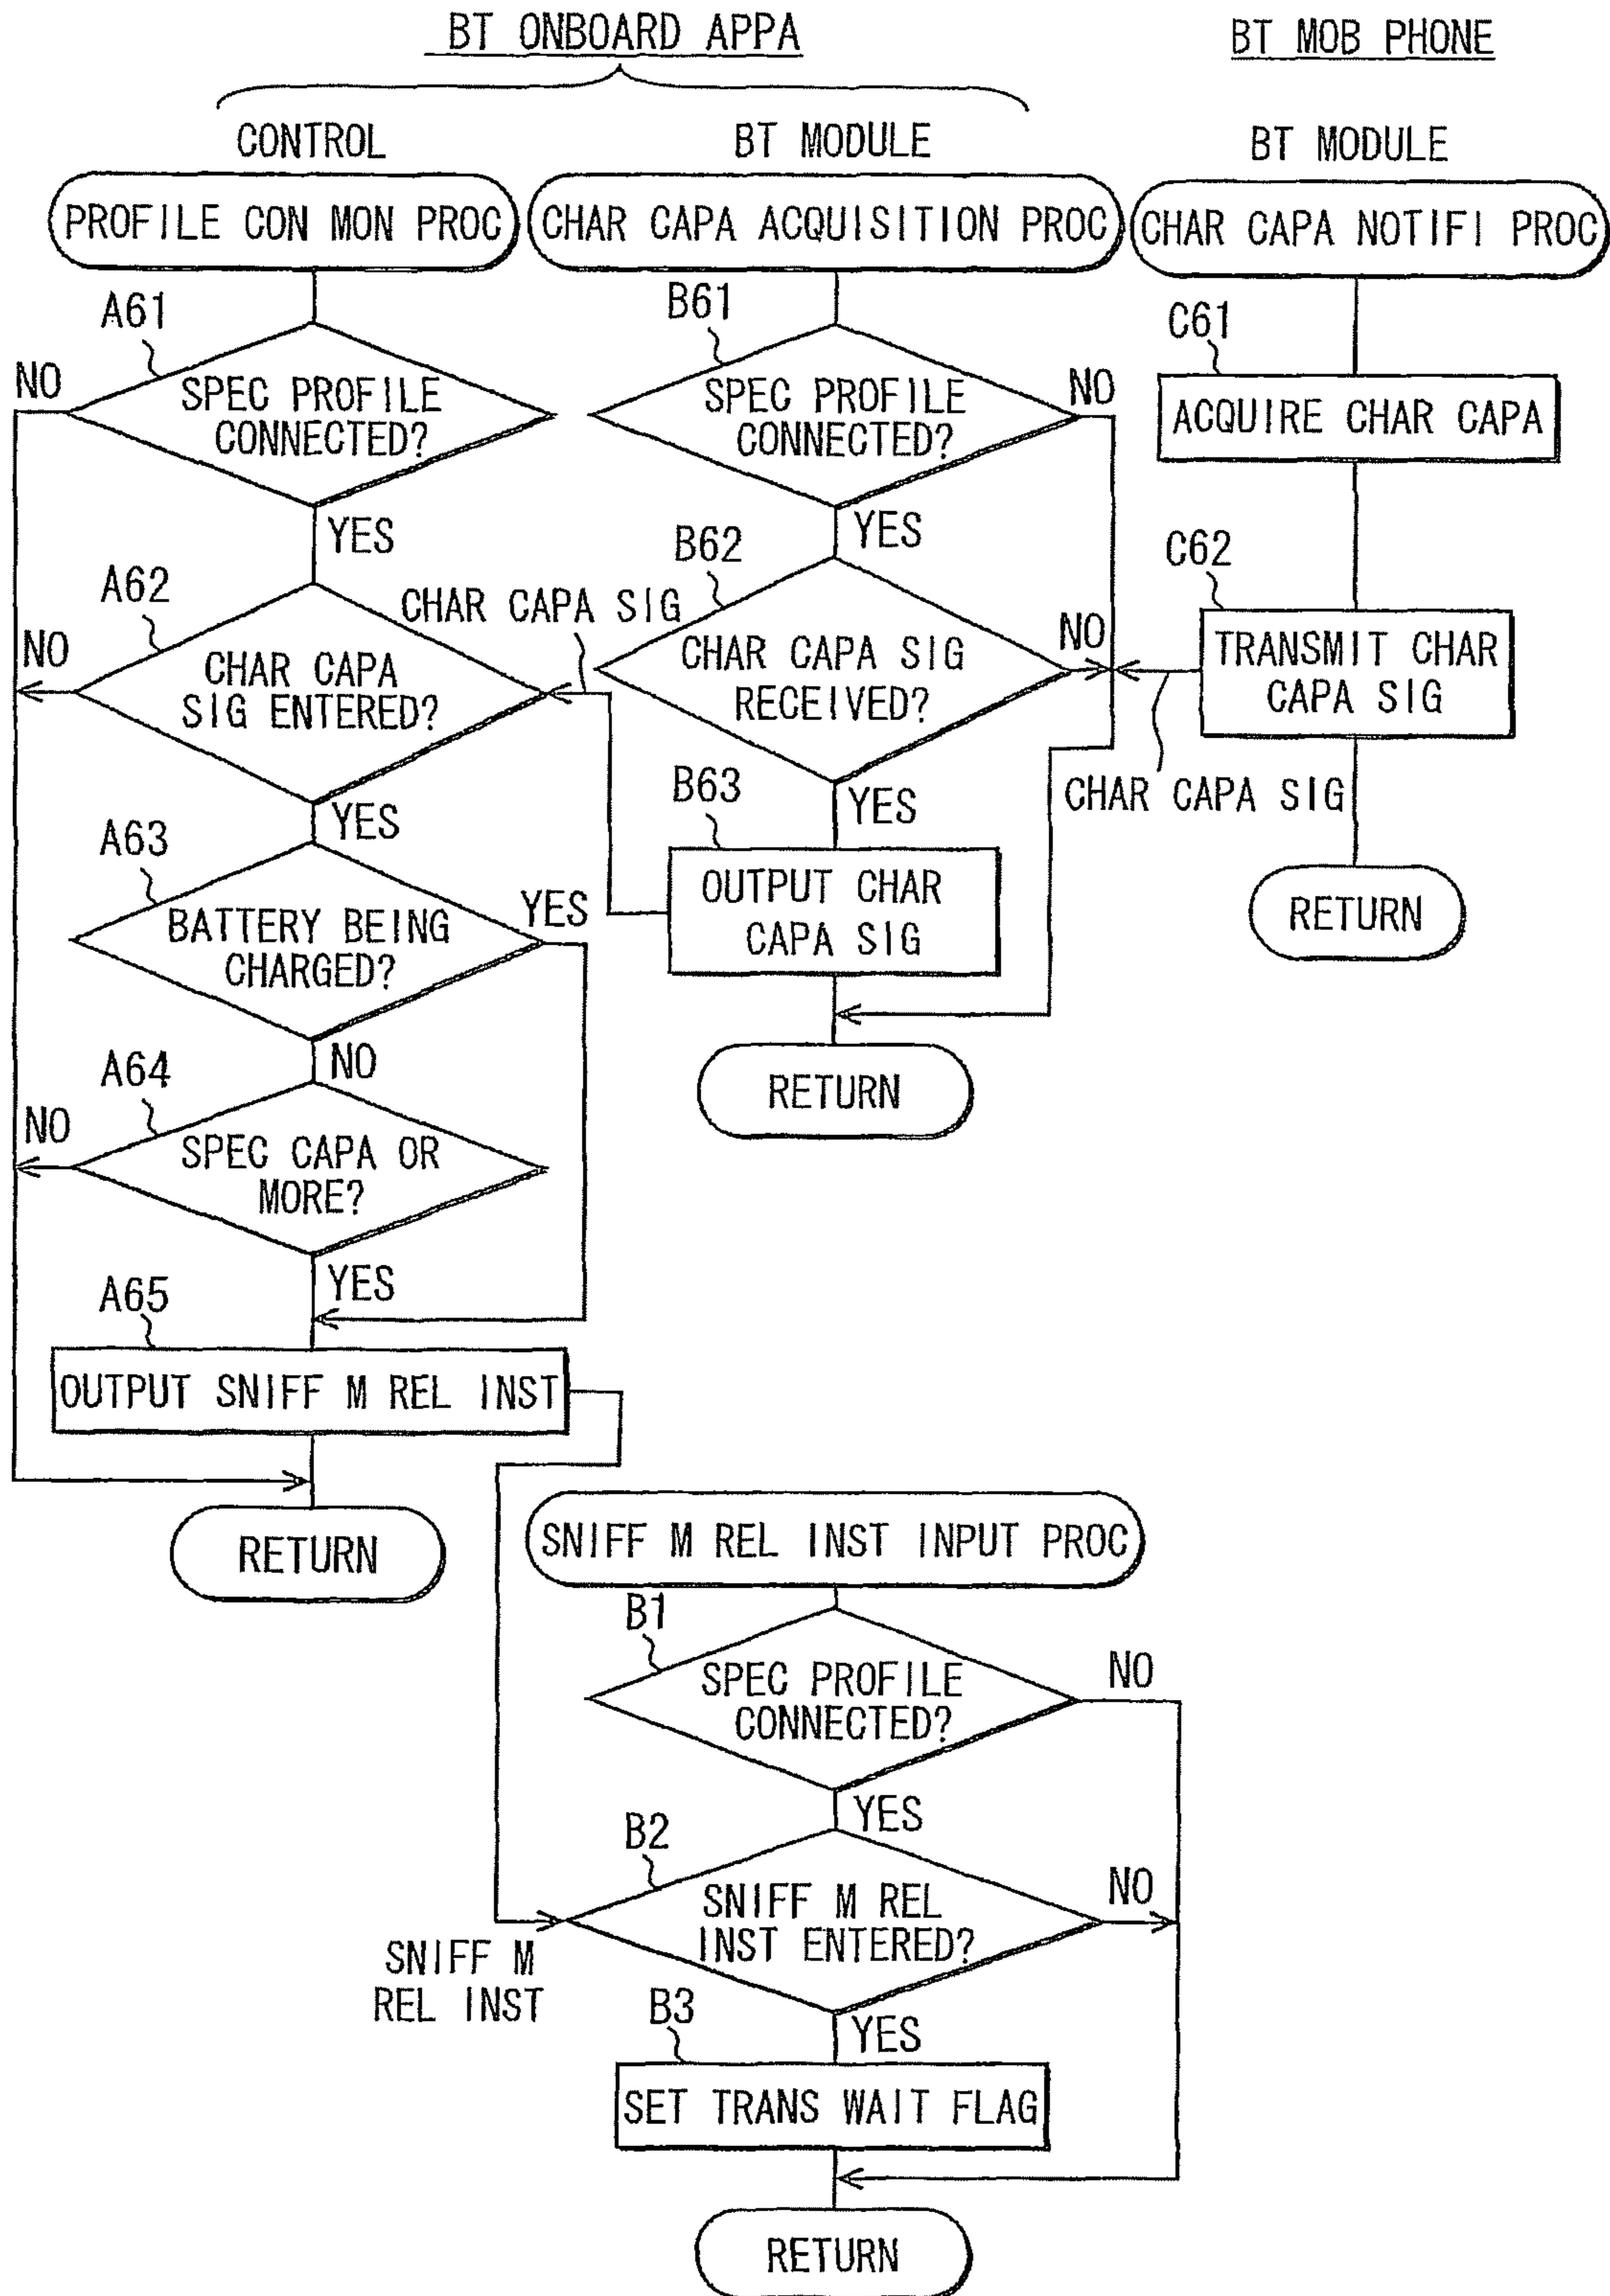 BT ONBOARD APPA
BT MOB PHONE
CONTROL
BT MODULE
BT MODULE
PROFILE CON MON PROC
CHAR CAPA ACQUISITION PROC
CHAR CAPA NOTIFI PROC
A61
NO
SPEC PROFILE
CONNECTED?
YES
B61
NO
SPEC PROFILE
CONNECTED?
YES
C61
ACQUIRE CHAR CAPA
A62
NO
CHAR CAPA
SIG ENTERED?
YES
CHAR CAPA SIG
B62
NO
CHAR CAPA SIG
RECEIVED?
YES
C62
TRANSMIT CHAR
CAPA SIG
CHAR CAPA SIG
RETURN
A63
BATTERY BEING
CHARGED?
YES
NO
B63
OUTPUT CHAR
CAPA SIG
RETURN
A64
NO
SPEC CAPA OR
MORE?
YES
A65
OUTPUT SNIFF M REL INST
RETURN
SNIFF M REL INST INPUT PROC
B1
SPEC PROFILE
CONNECTED?
NO
YES
B2
SNIFF M REL
INST ENTERED?
NO
SNIFF M
REL INST
YES
B3
SET TRANS WAIT FLAG
RETURN